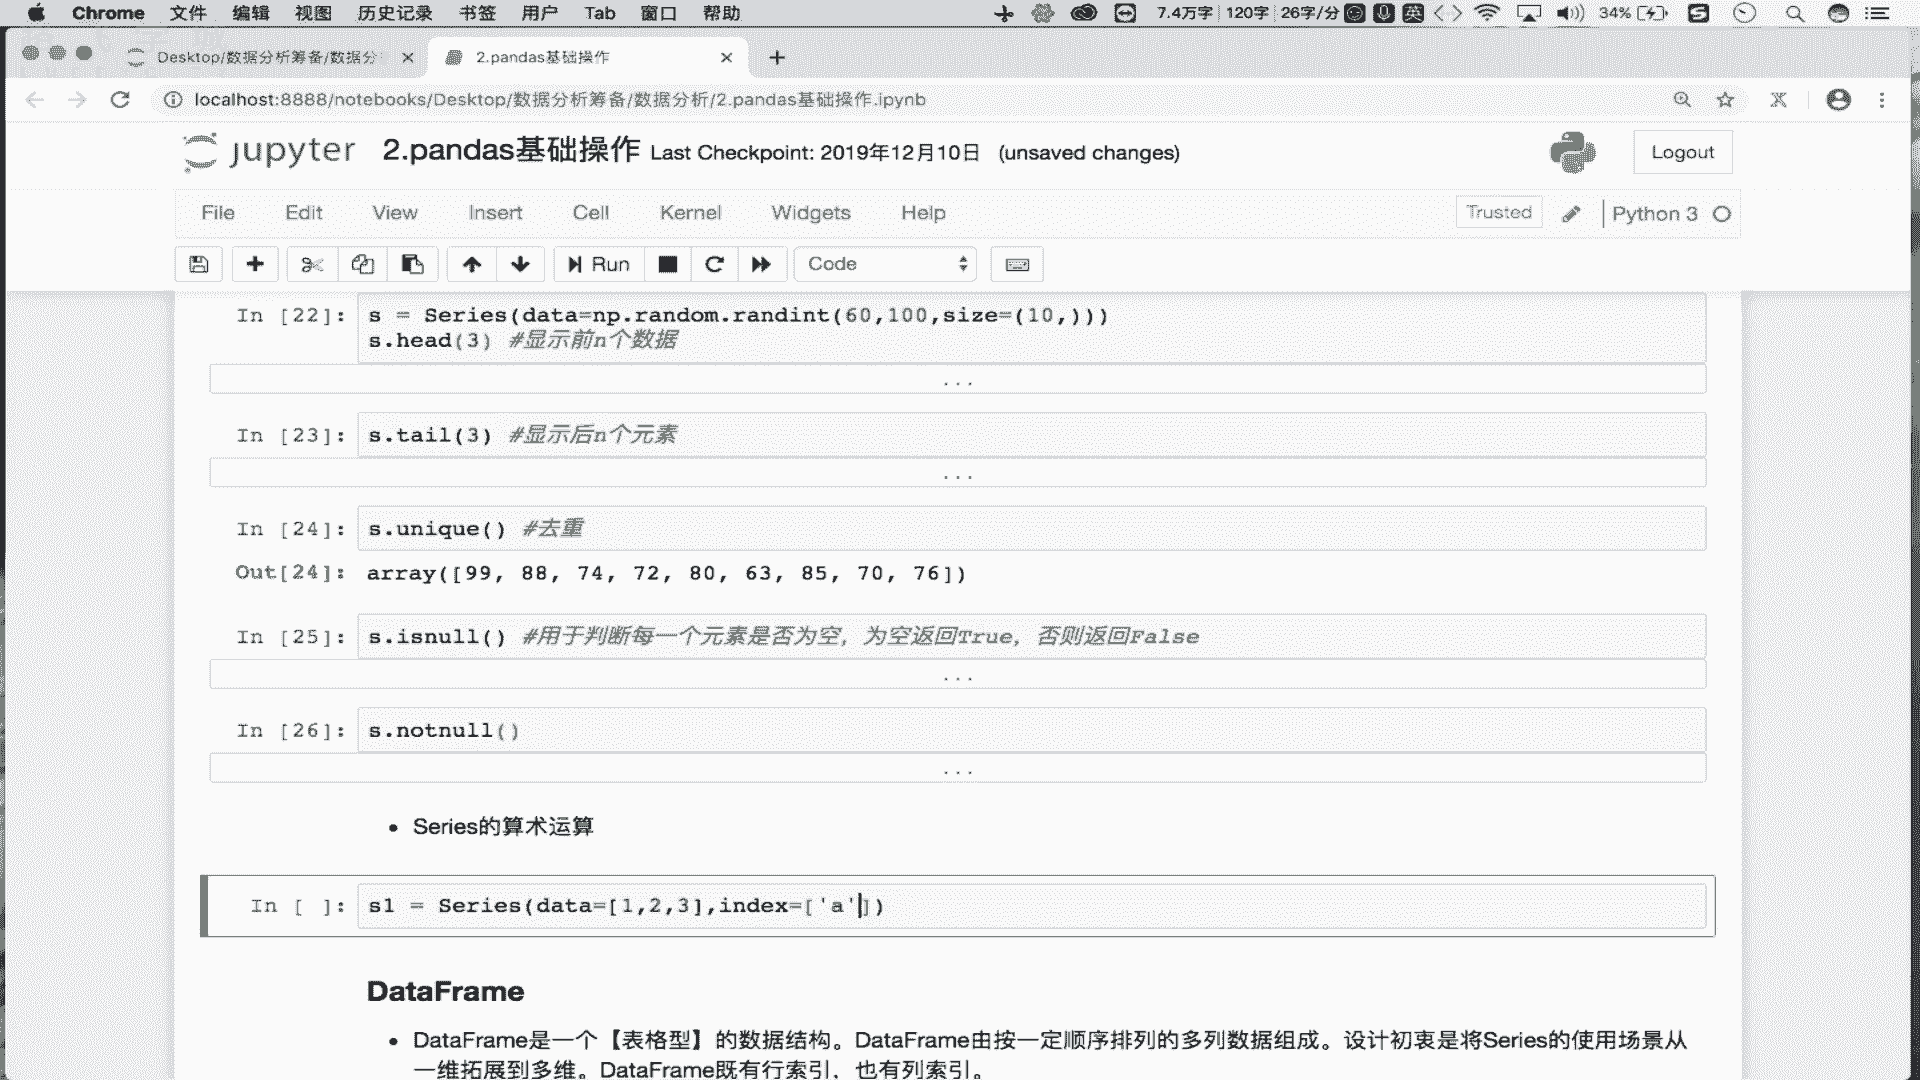 Chrome 文件 编辑 视图 历史记录 书签 用户 Tab 窗口 帮助 7.4万字 120字 26字/分 英 34%
Desktop/数据分析筹备/数据分 2.pandas基础操作
localhost:8888/notebooks/Desktop/数据分析筹备/数据分析/2.pandas基础操作.ipynb
jupyter 2.pandas基础操作 Last Checkpoint: 2019年12月10日 (unsaved changes) Logout
File Edit View Insert Cell Kernel Widgets Help Trusted Python 3
Run Code
In [22]: s = Series(data=np.random.randint(60,100,size=(10,)))
s.head(3) #显示前n个数据
...
In [23]: s.tail(3) #显示后n个元素
...
In [24]: s.unique() #去重
Out[24]: array([99, 88, 74, 72, 80, 63, 85, 70, 76])
In [25]: s.isnull() #用于判断每一个元素是否为空，为空返回True，否则返回False
...
In [26]: s.notnull()
...
• Series的算术运算
In [ ]: s1 = Series(data=[1,2,3],index=['a'])
DataFrame
• DataFrame是一个【表格型】的数据结构。DataFrame由按一定顺序排列的多列数据组成。设计初衷是将Series的使用场景从
一维拓展到多维。DataFrame既有行索引，也有列索引。